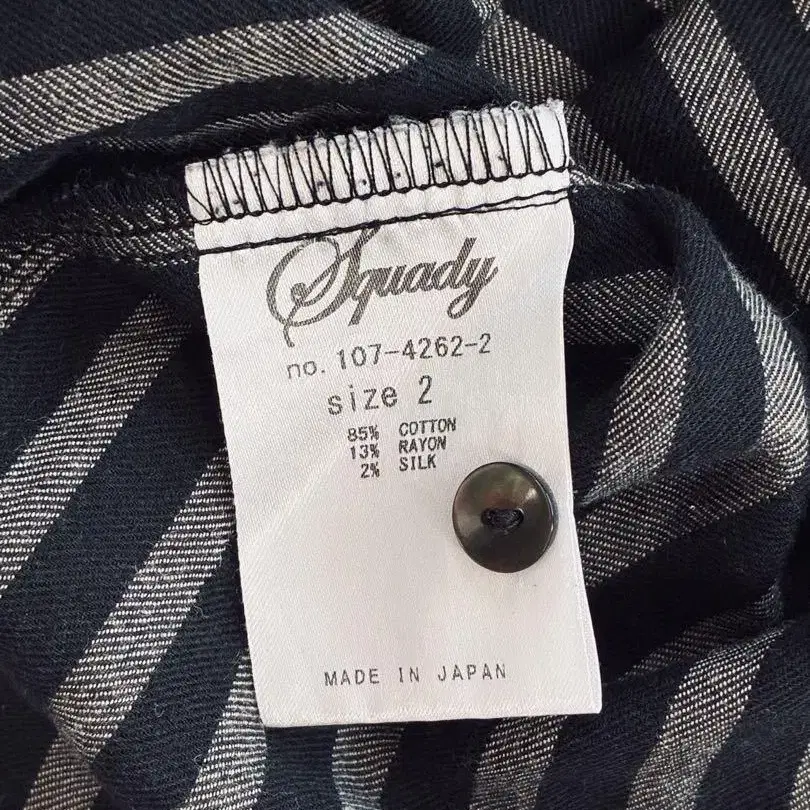 Squady
no. 107-4262-2
size 2
85% COTTON
13% RAYON
2% SILK
MADE IN JAPAN